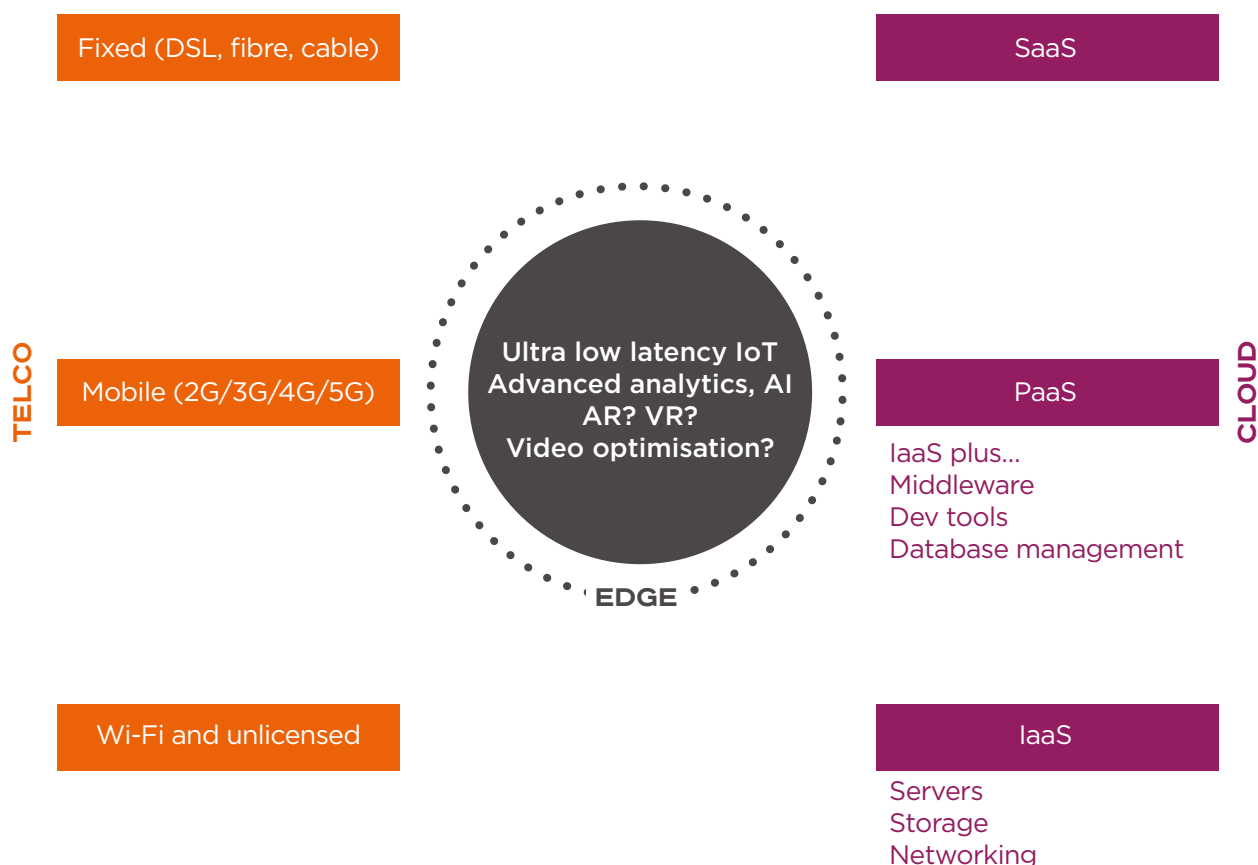 TELCO
Fixed (DSL, fibre, cable)
Mobile (2G/3G/4G/5G)
Wi-Fi and unlicensed
Ultra low latency IoT
Advanced analytics, AI
AR? VR?
Video optimisation?
EDGE
CLOUD
SaaS
PaaS
IaaS plus...
Middleware
Dev tools
Database management
IaaS
Servers
Storage
Networking